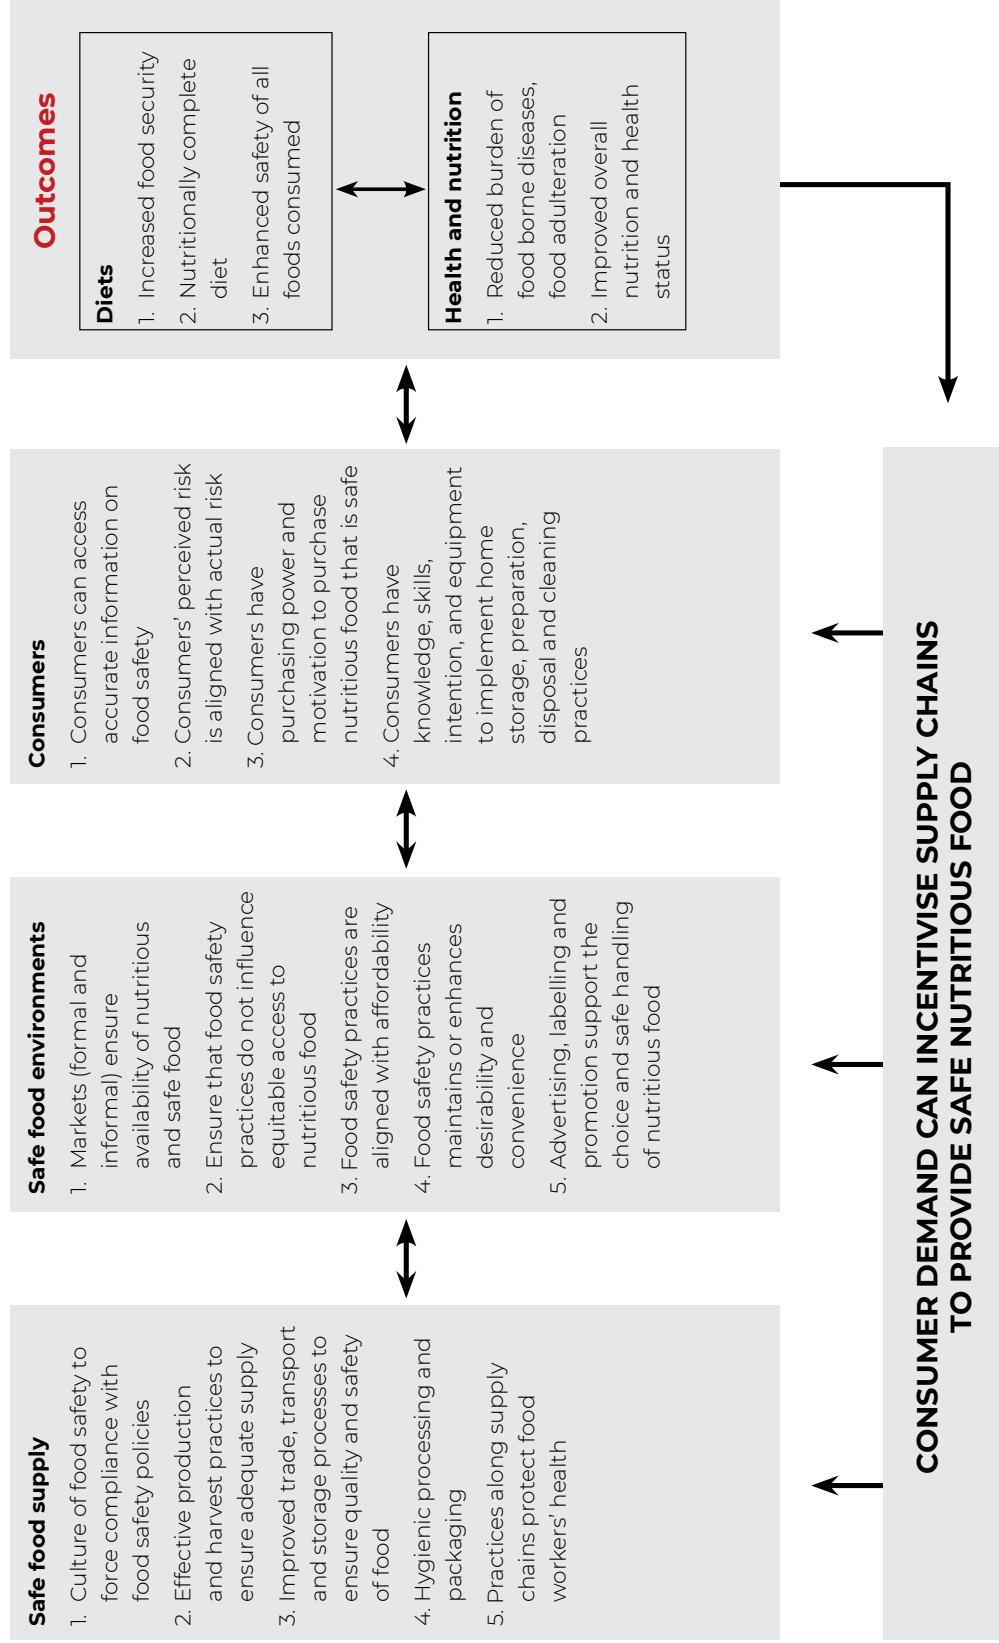 Safe food supply
1. Culture of food safety to
force compliance with
food safety policies
2. Effective production
and harvest practices to
ensure adequate supply
3. Improved trade, transport
and storage processes to
ensure quality and safety
of food
4. Hygienic processing and
packaging
5. Practices along supply
chains protect food
workers' health
Safe food environments
1. Markets (formal and
informal) ensure
availability of nutritious
and safe food
2. Ensure that food safety
practices do not influence
equitable access to
nutritious food
3. Food safety practices are
aligned with affordability
4. Food safety practices
maintains or enhances
desirability and
convenience
5. Advertising, labelling and
promotion support the
choice and safe handling
of nutritious food
Consumers
1. Consumers can access
accurate information on
food safety
2. Consumers' perceived risk
is aligned with actual risk
3. Consumers have
purchasing power and
motivation to purchase
nutritious food that is safe
4. Consumers have
knowledge, skills,
intention, and equipment
to implement home
storage, preparation,
disposal and cleaning
practices
Outcomes
Diets
1. Increased food security
2. Nutritionally complete
diet
3. Enhanced safety of all
foods consumed
Health and nutrition
1. Reduced burden of
food borne diseases,
food adulteration
2. Improved overall
nutrition and health
status
CONSUMER DEMAND CAN INCENTIVISE SUPPLY CHAINS
TO PROVIDE SAFE NUTRITIOUS FOOD